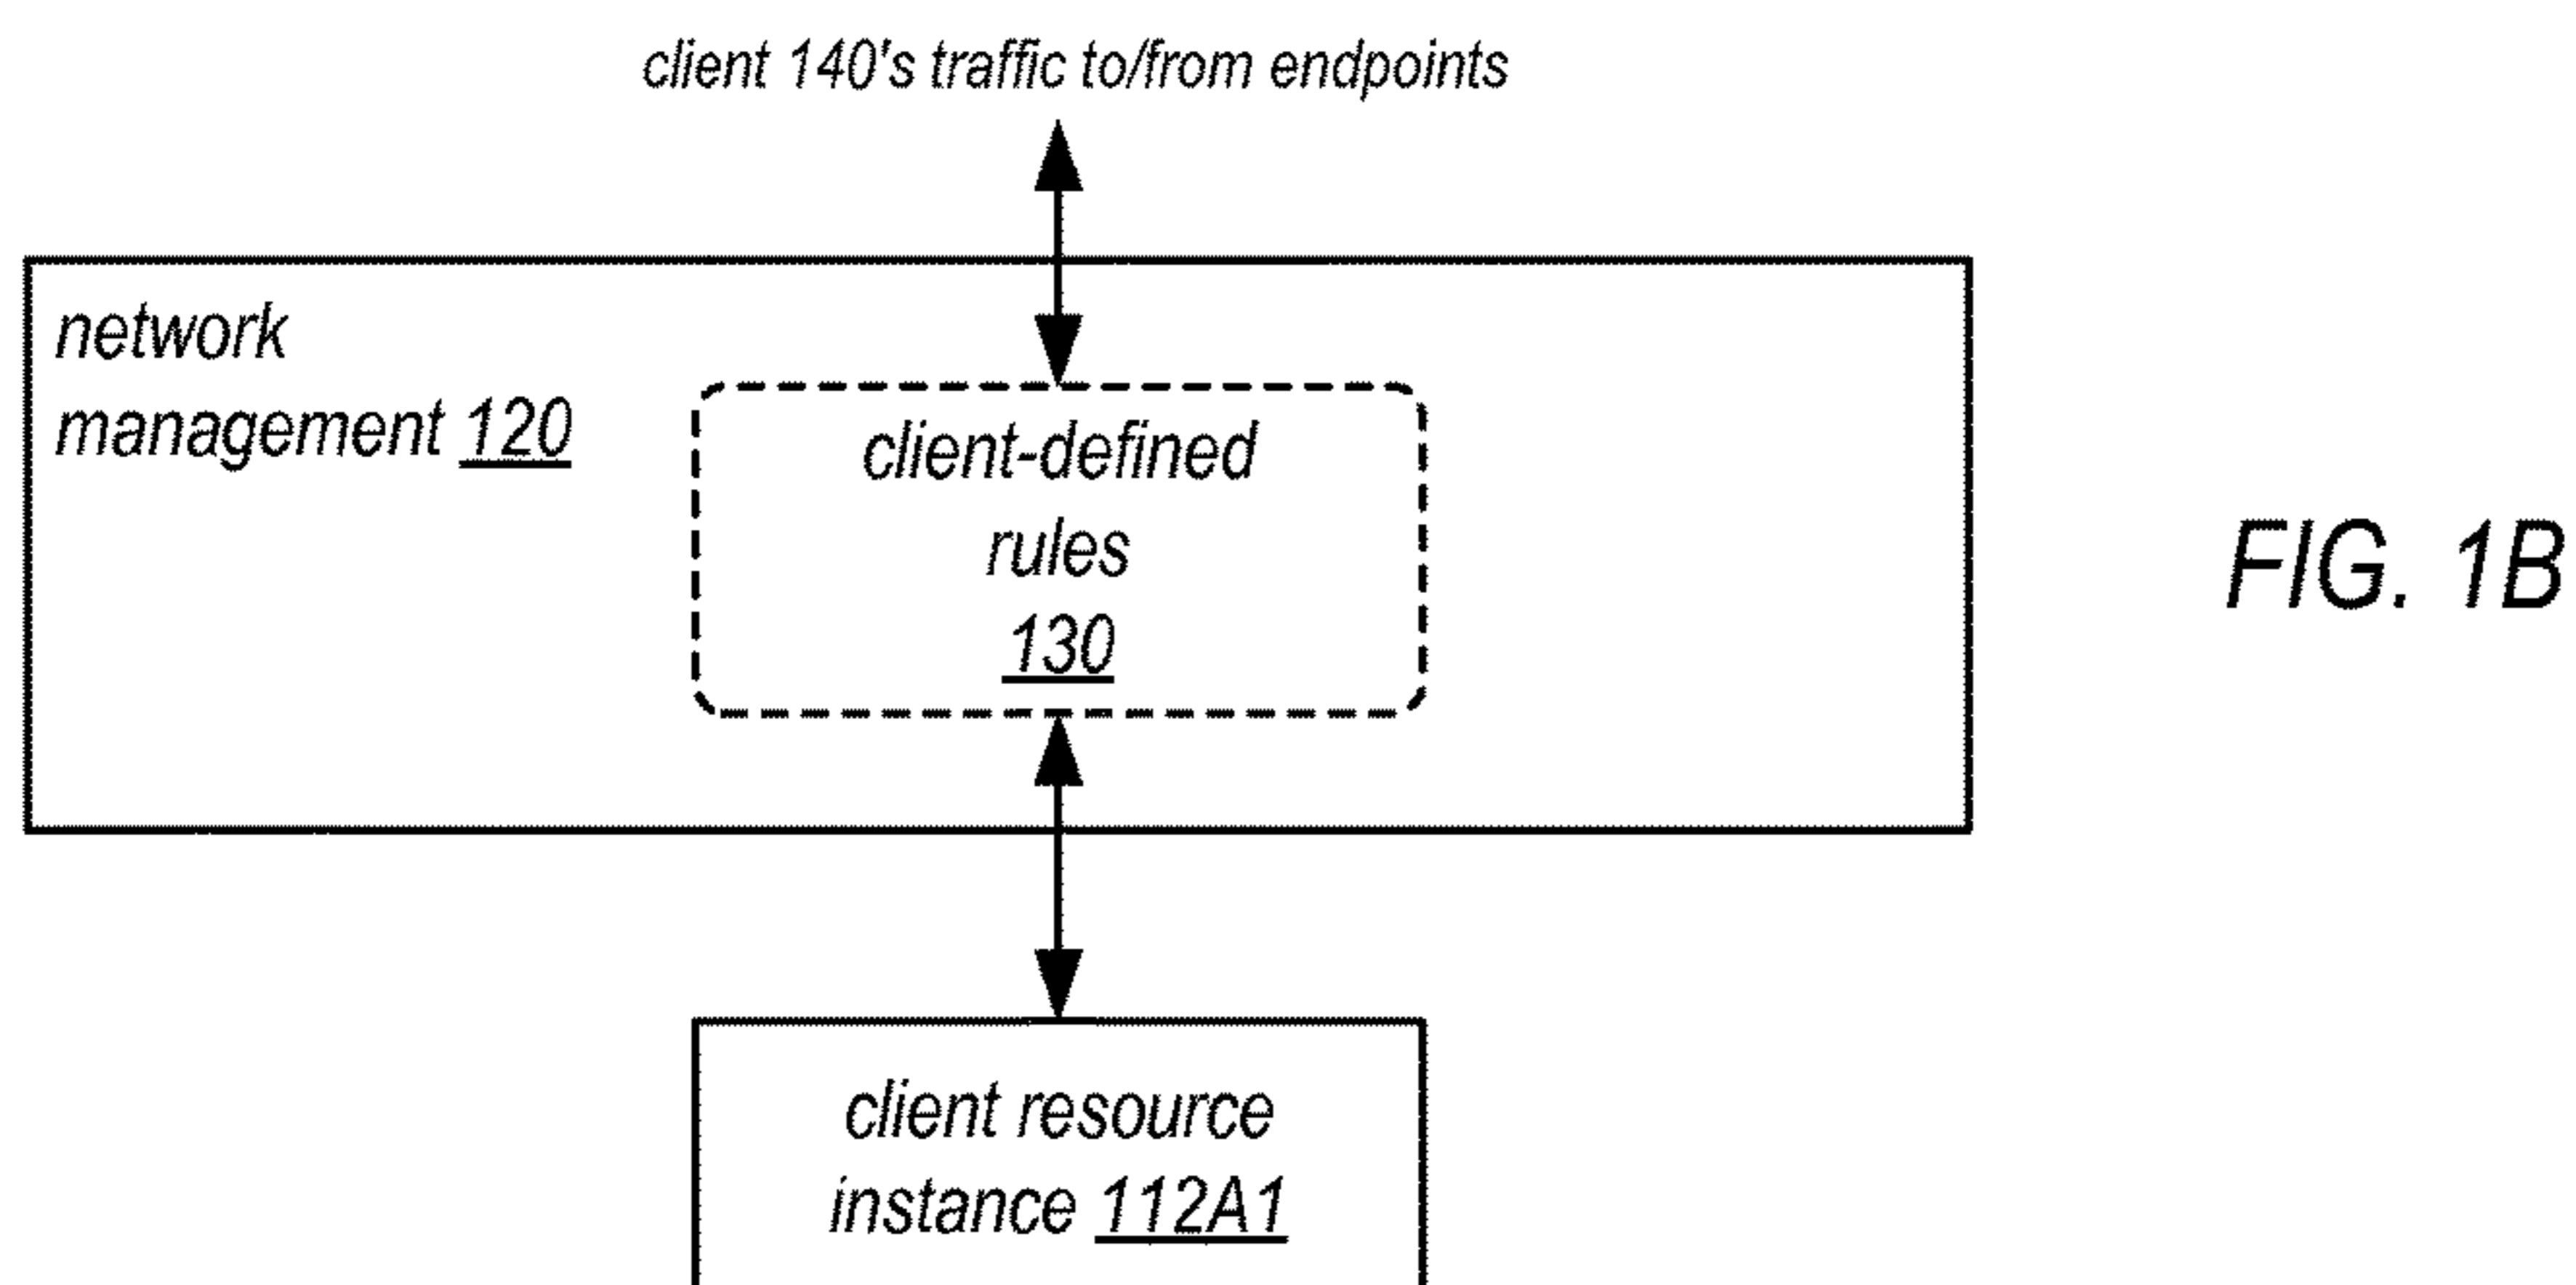 client 140's traffic to/from endpoints
network
management 120
client-defined
rules
130
FIG. 1B
client resource
instance 112A1